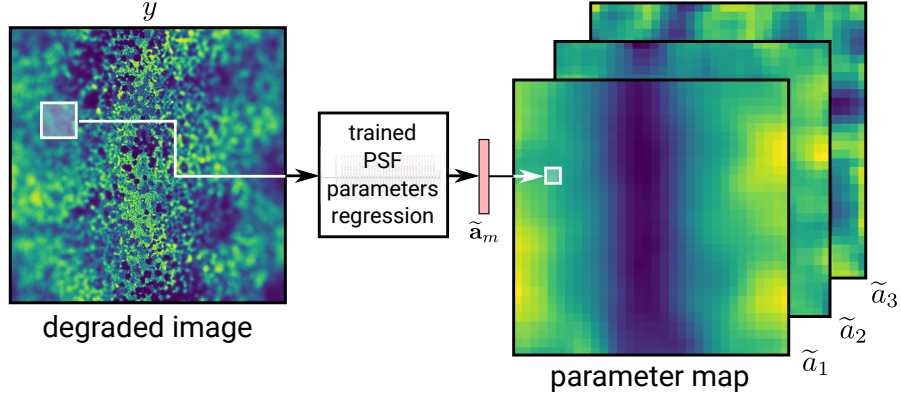 y
degraded image
trained
PSF
parameters
regression
ã_m
ã_1
ã_2
ã_3
parameter map